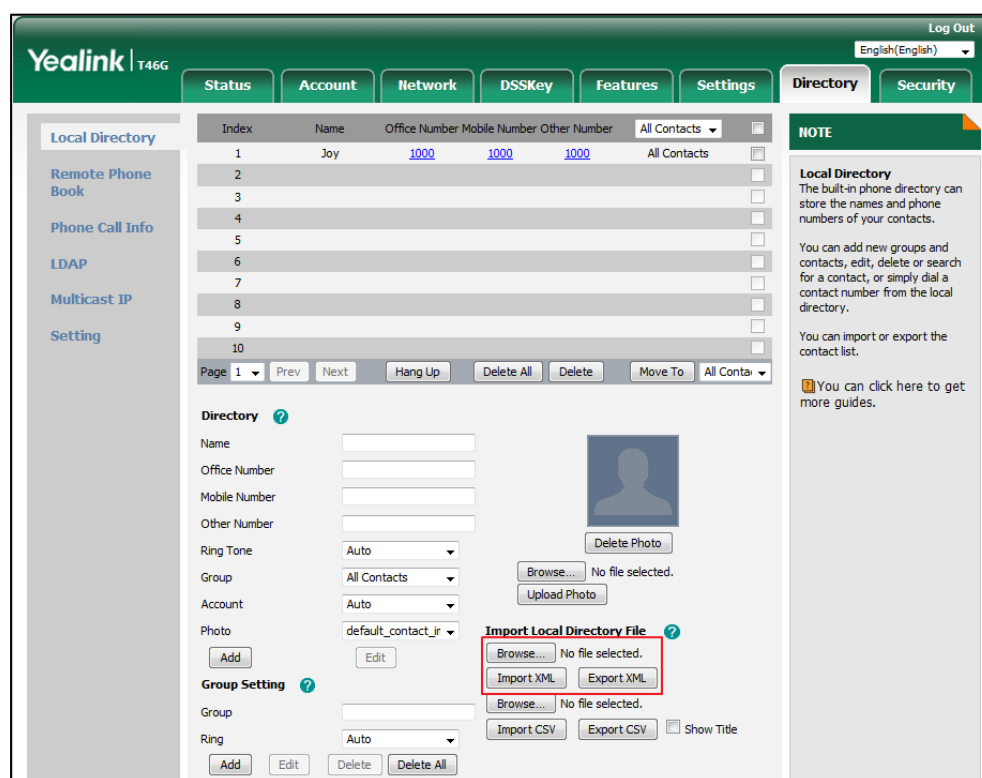 Log Out
Yealink | T46G
English(English)
Status Account Network DSSKey Features Settings Directory Security
Local Directory
Remote Phone
Book
Phone Call Info
LDAP
Multicast IP
Setting
Index Name Office Number Mobile Number Other Number All Contacts
1 Joy 1000 1000 1000 All Contacts
2
3
4
5
6
7
8
9
10
Page 1 Prev Next Hang Up Delete All Delete Move To All Conta
Directory ?
Name
Office Number
Mobile Number
Other Number
Ring Tone Auto
Group All Contacts
Account Auto
Photo default_contact_ir
Add Edit
Group Setting ?
Group
Ring Auto
Add Edit Delete Delete All
Delete Photo
Browse... No file selected.
Upload Photo
Import Local Directory File ?
Browse... No file selected.
Import XML Export XML
Browse... No file selected.
Import CSV Export CSV Show Title
NOTE
Local Directory
The built-in phone directory can
store the names and phone
numbers of your contacts.
You can add new groups and
contacts, edit, delete or search
for a contact, or simply dial a
contact number from the local
directory.
You can import or export the
contact list.
? You can click here to get
more guides.